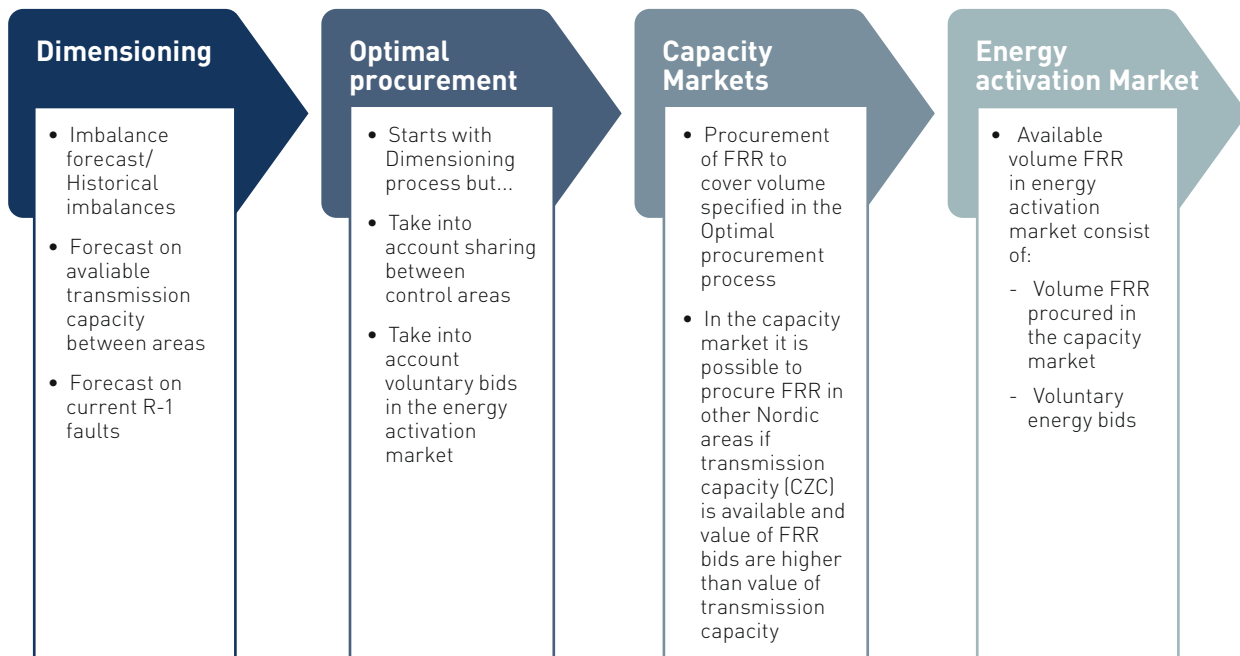 Dimensioning
• Imbalance
forecast/
Historical
imbalances
• Forecast on
avaliable
transmission
capacity
between areas
• Forecast on
current R-1
faults
Optimal
procurement
• Starts with
Dimensioning
process but...
• Take into
account sharing
between
control areas
• Take into
account
voluntary bids
in the energy
activation
market
Capacity
Markets
• Procurement
of FRR to
cover volume
specified in the
Optimal
procurement
process
• In the capacity
market it is
possible to
procure FRR in
other Nordic
areas if
transmission
capacity (CZC)
is available and
value of FRR
bids are higher
than value of
transmission
capacity
Energy
activation Market
• Available
volume FRR
in energy
activation
market consist
of:
- Volume FRR
procured in
the capacity
market
- Voluntary
energy bids